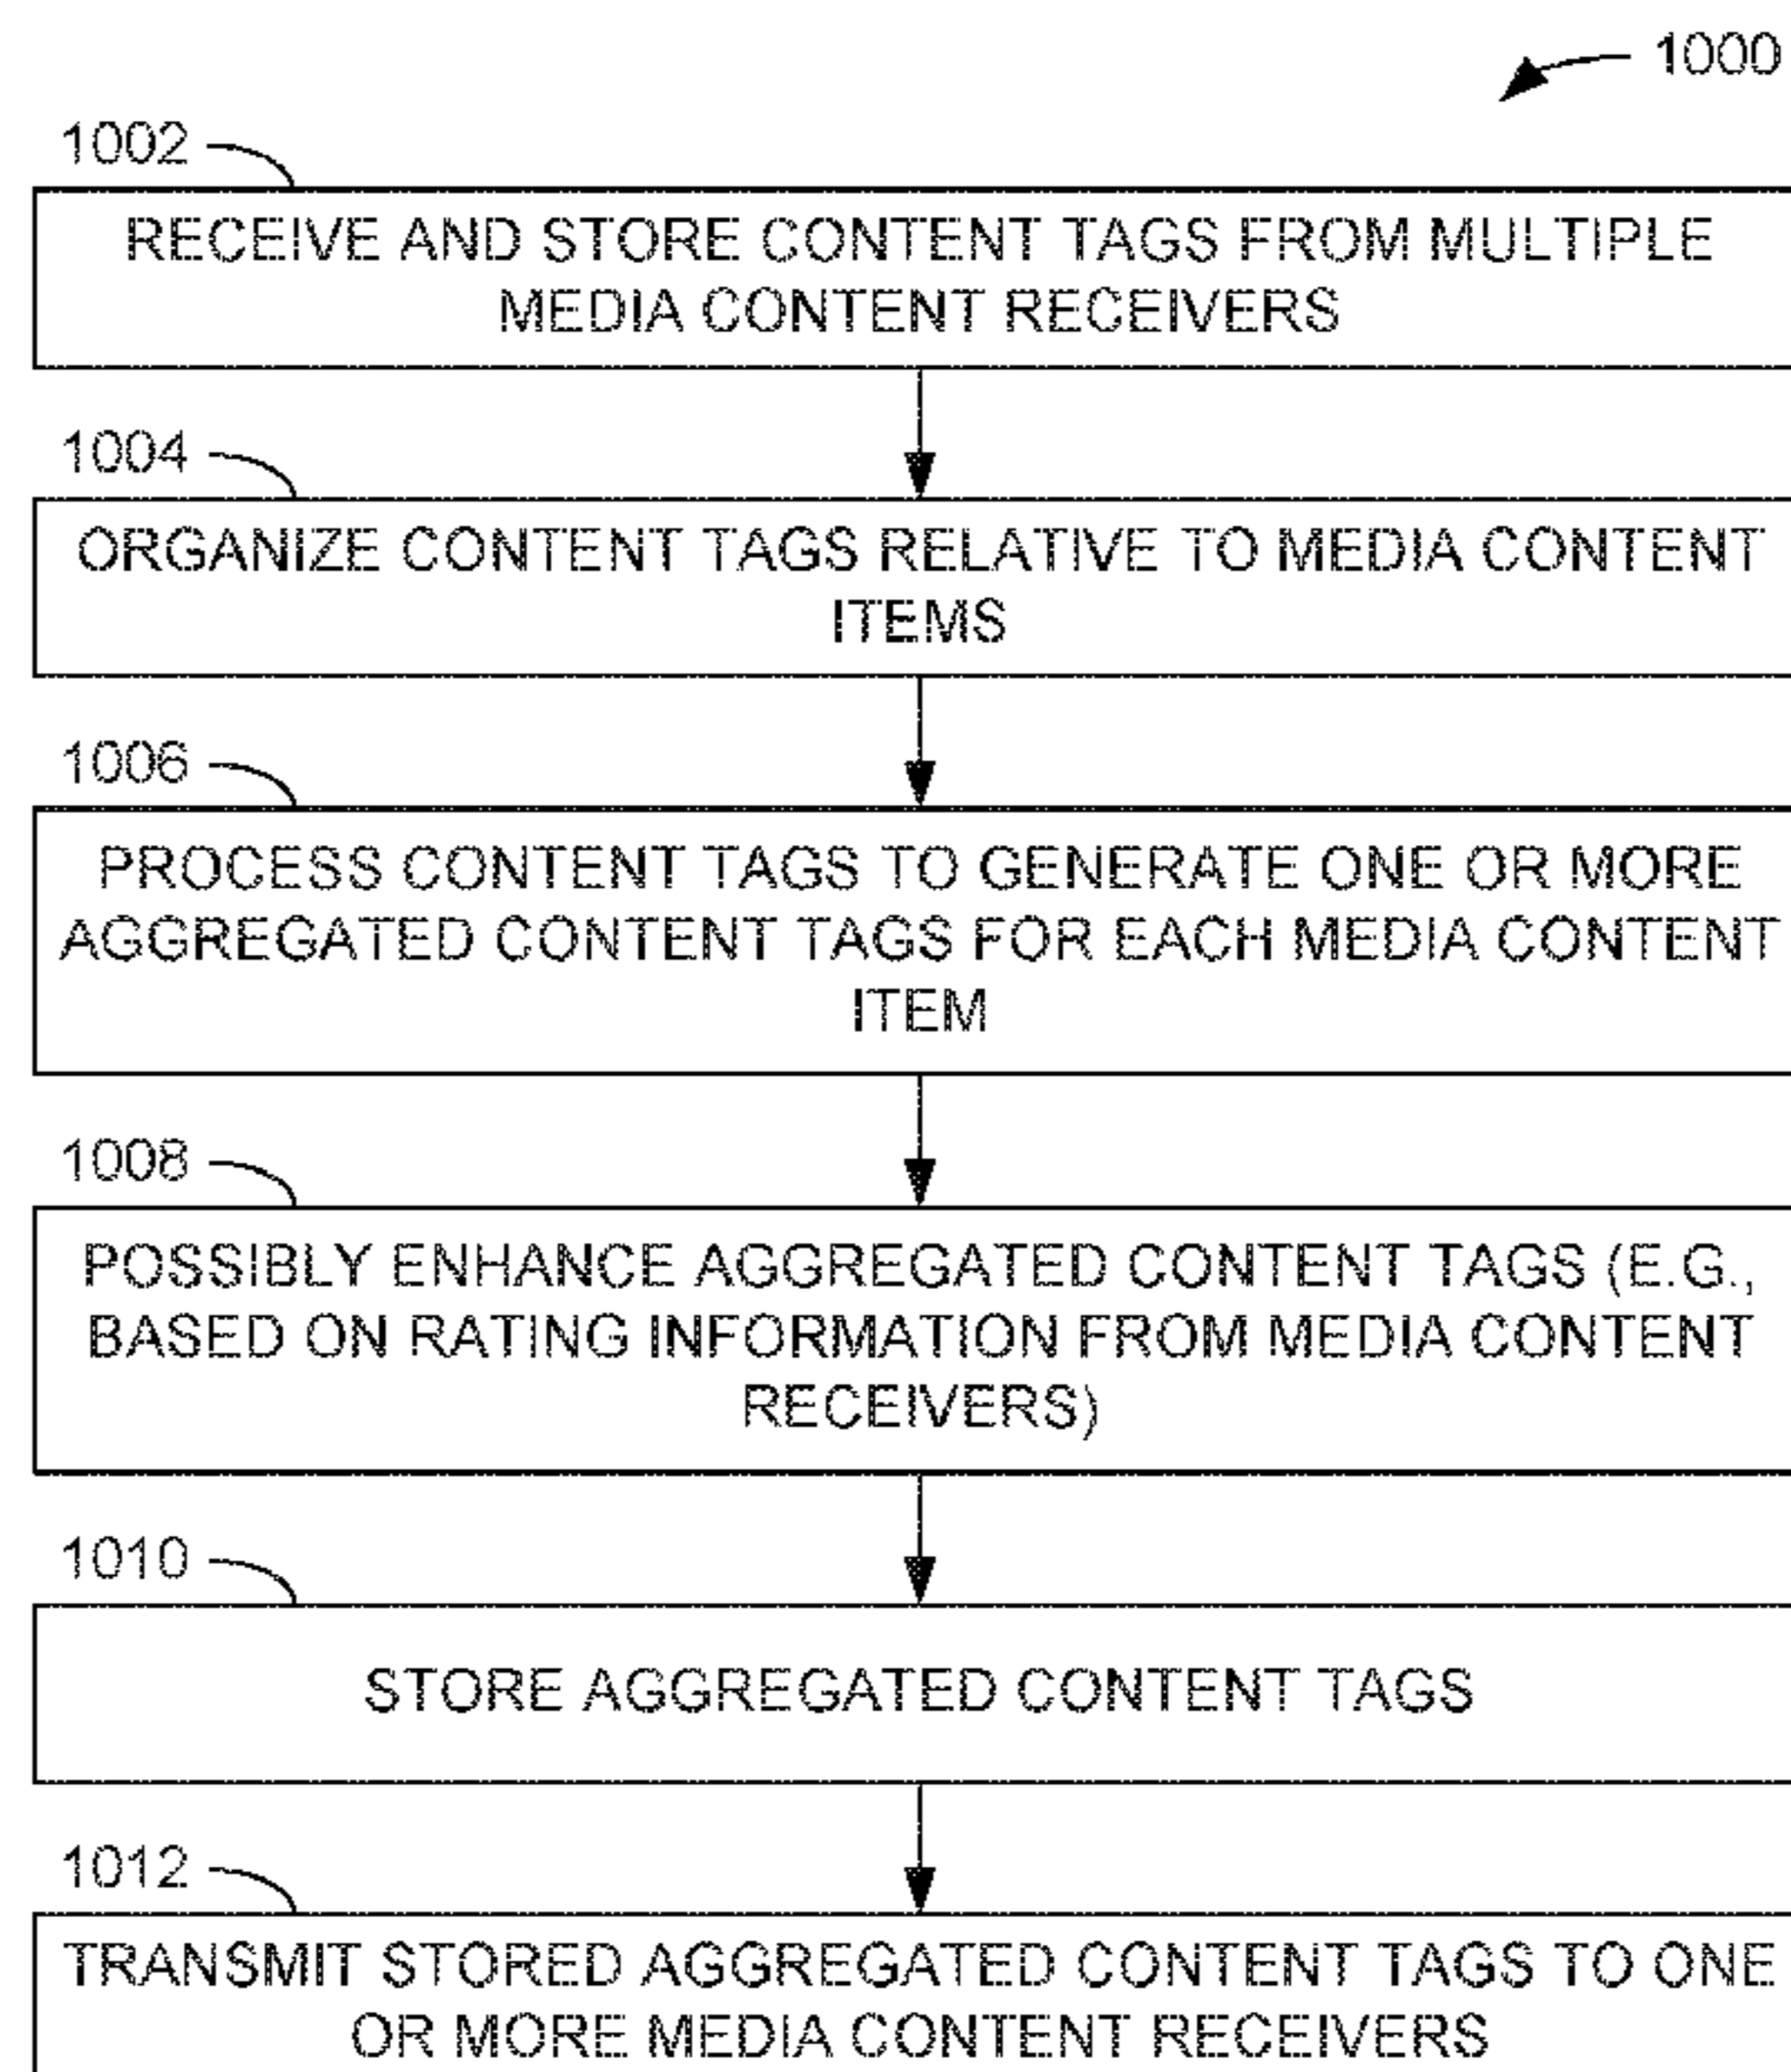 1000
1002
RECEIVE AND STORE CONTENT TAGS FROM MULTIPLE
MEDIA CONTENT RECEIVERS
1004
ORGANIZE CONTENT TAGS RELATIVE TO MEDIA CONTENT
ITEMS
1006
PROCESS CONTENT TAGS TO GENERATE ONE OR MORE
AGGREGATED CONTENT TAGS FOR EACH MEDIA CONTENT
ITEM
1008
POSSIBLY ENHANCE AGGREGATED CONTENT TAGS (E.G.,
BASED ON RATING INFORMATION FROM MEDIA CONTENT
RECEIVERS)
1010
STORE AGGREGATED CONTENT TAGS
1012
TRANSMIT STORED AGGREGATED CONTENT TAGS TO ONE
OR MORE MEDIA CONTENT RECEIVERS